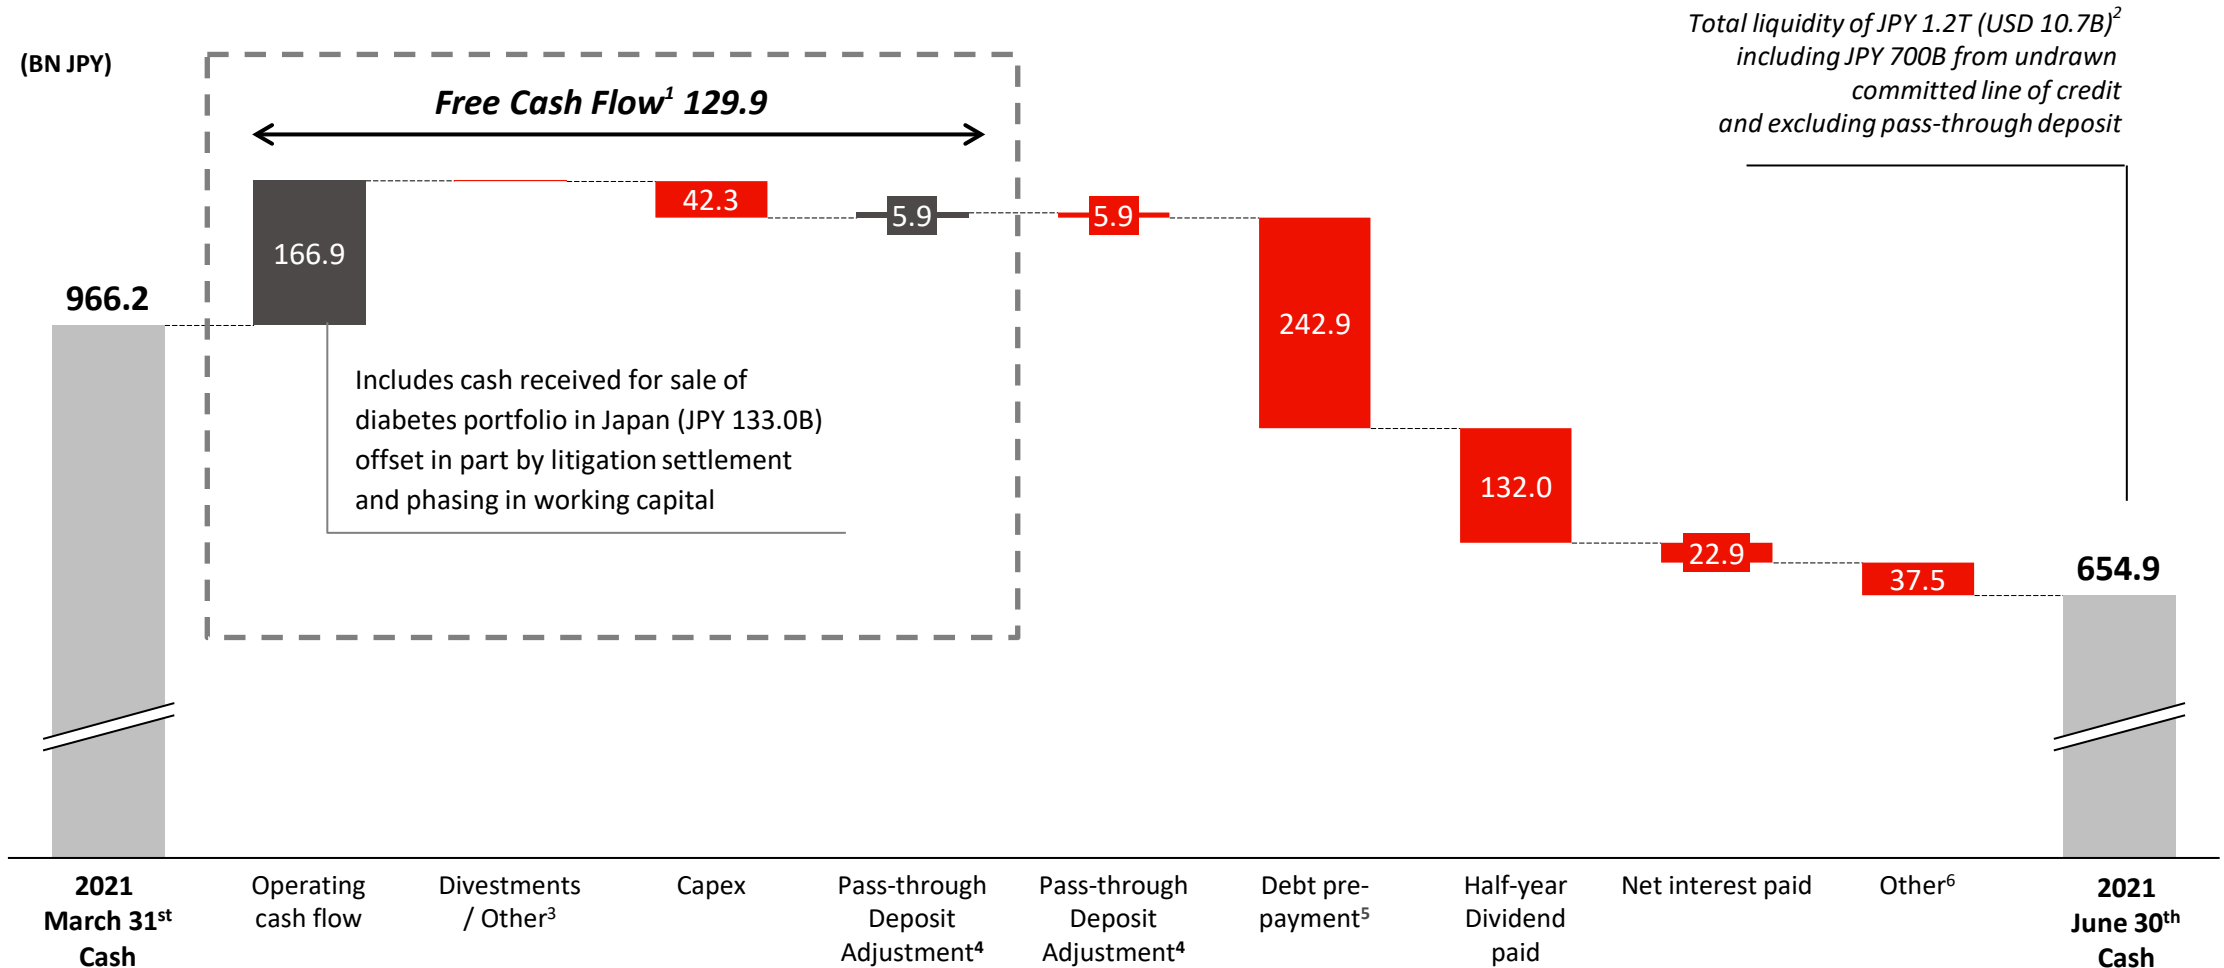 Total liquidity of JPY 1.2T (USD 10.7B)2
including JPY 700B from undrawn
committed line of credit
and excluding pass-through deposit
(BN JPY)
Free Cash Flow1 129.9
966.2
166.9
42.3
5.9
5.9
242.9
132.0
22.9
37.5
654.9
Includes cash received for sale of
diabetes portfolio in Japan (JPY 133.0B)
offset in part by litigation settlement
and phasing in working capital
2021
March 31st
Cash
Operating
cash flow
Divestments
/ Other3
Capex
Pass-through
Deposit
Adjustment4
Pass-through
Deposit
Adjustment4
Debt pre-
payment5
Half-year
Dividend
paid
Net interest paid
Other6
2021
June 30th
Cash